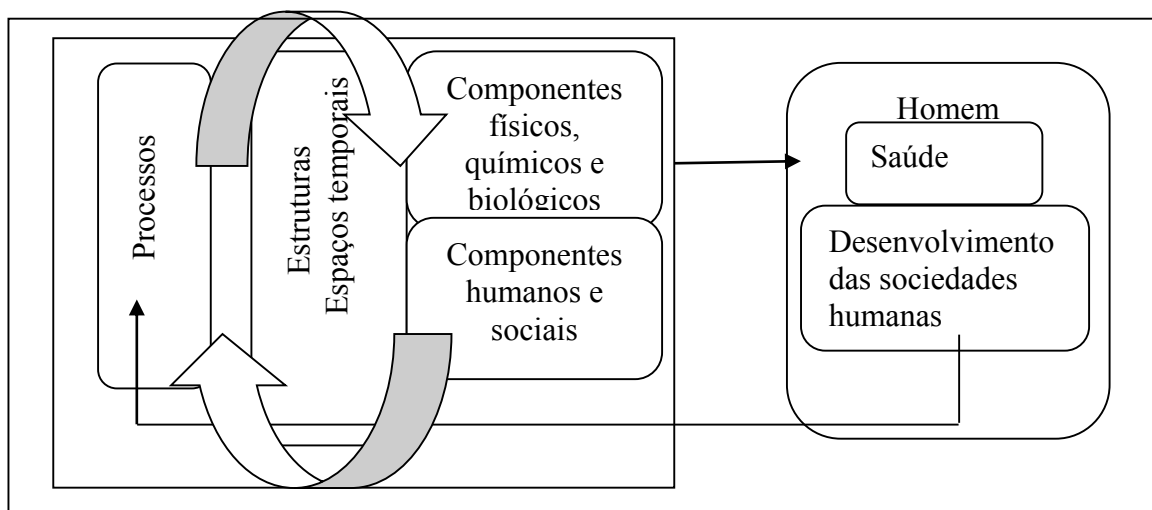 Processos
Estruturas
Espaços temporais
Componentes
físicos,
químicos e
biológicos
Componentes
humanos e
sociais
Homem
Saúde
Desenvolvimento
das sociedades
humanas